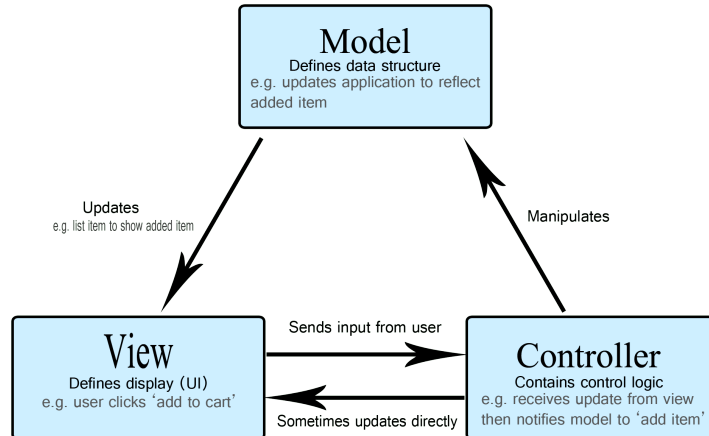 Model
Defines data structure
e.g. updates application to reflect
added item
Updates
e.g. list item to show added item
Manipulates
Sends input from user
View
Defines display (UI)
e.g. user clicks ‘add to cart’
Sometimes updates directly
Controller
Contains control logic
e.g. receives update from view
then notifies model to ‘add item’